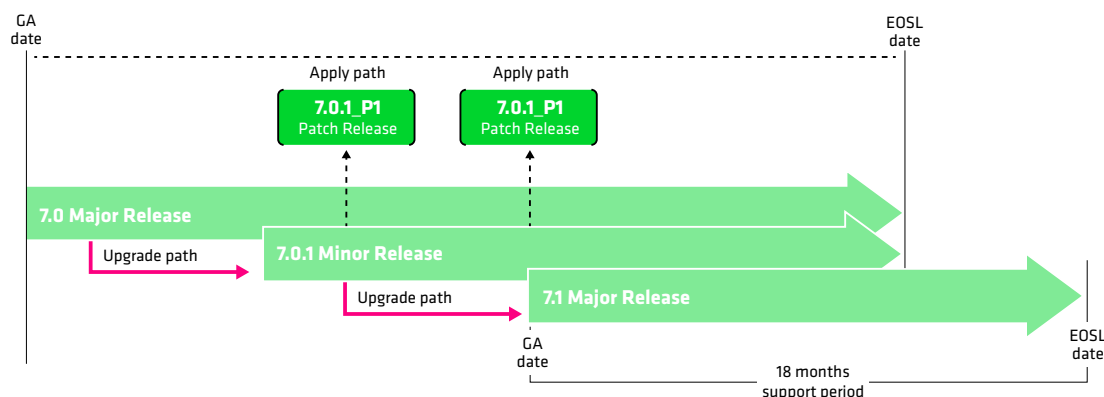 GA
date
EOSL
date
Apply path
Apply path
7.0.1_P1
Patch Release
7.0.1_P1
Patch Release
7.0 Major Release
Upgrade path
7.0.1 Minor Release
Upgrade path
7.1 Major Release
GA
date
EOSL
date
18 months
support period